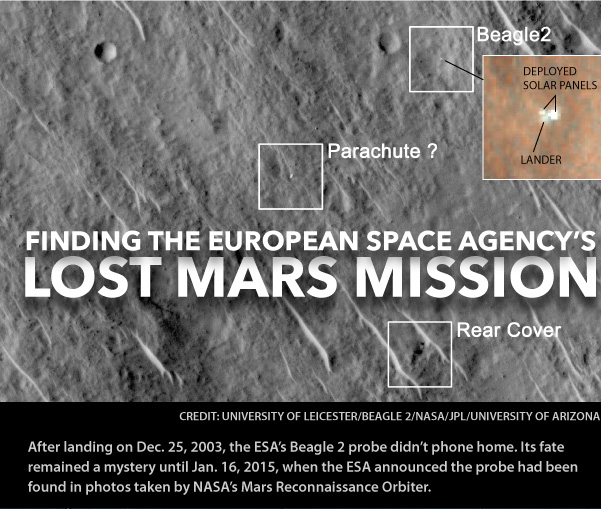 Beagle2
DEPLOYED
SOLAR PANELS
LANDER
Parachute ?
FINDING THE EUROPEAN SPACE AGENCY'S
LOST MARS MISSION
Rear Cover
CREDIT: UNIVERSITY OF LEICESTER/BEAGLE 2/NASA/JPL/UNIVERSITY OF ARIZONA
After landing on Dec. 25, 2003, the ESA's Beagle 2 probe didn't phone home. Its fate
remained a mystery until Jan. 16, 2015, when the ESA announced the probe had been
found in photos taken by NASA's Mars Reconnaissance Orbiter.